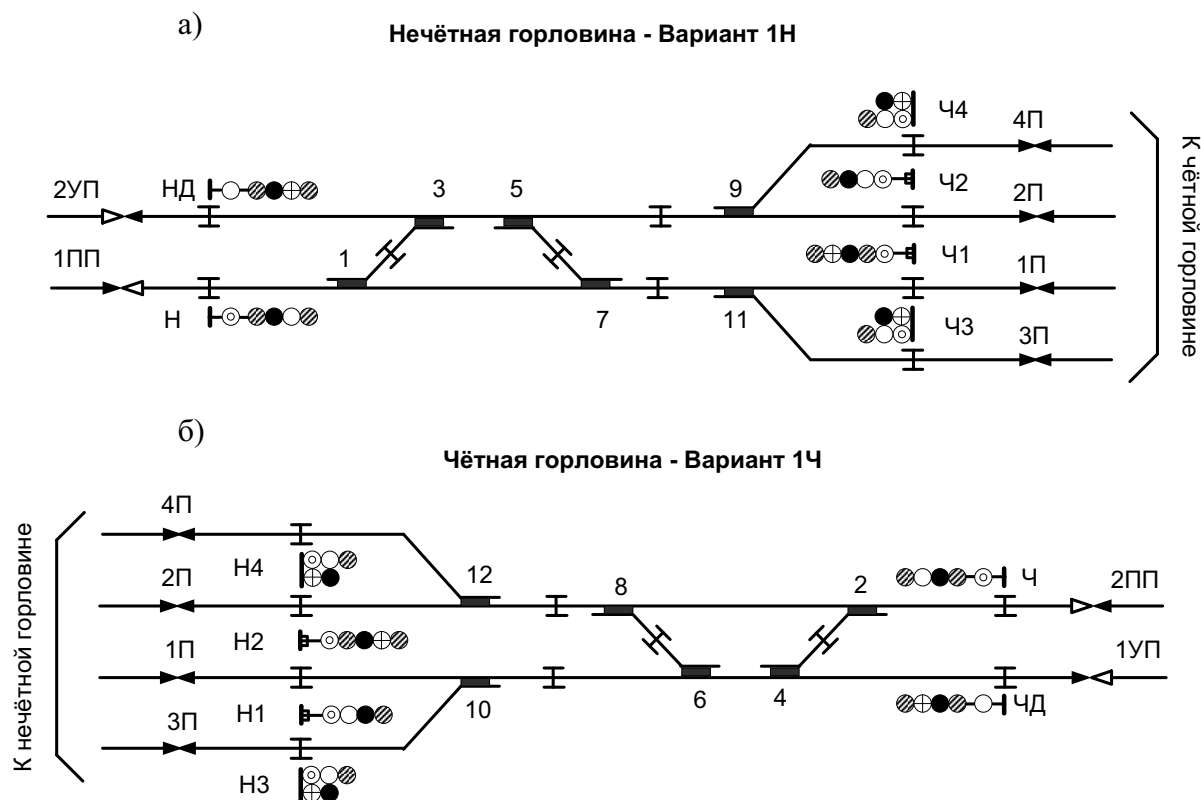 а)
Нечётная горловина - Вариант 1Н
Ч4
4П
2УП
НД
3
5
9
Ч2
2П
1ПП
1
Ч1
1П
Н
7
11
Ч3
3П
К чётной горловине
б)
Чётная горловина - Вариант 1Ч
К нечётной горловине
4П
Н4
2П
12
8
2
Ч
2ПП
Н2
1П
1УП
Н1
10
6
4
ЧД
3П
Н3